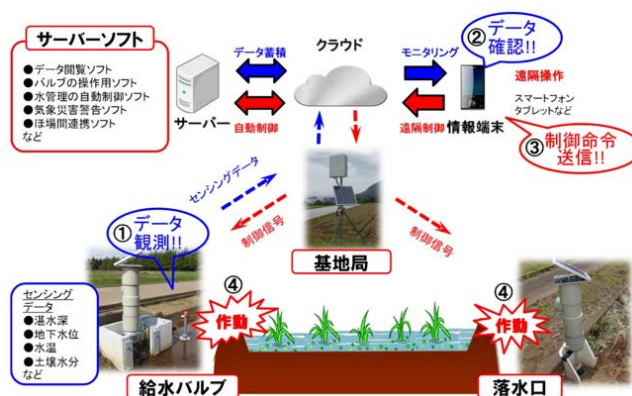 サーバーソフト
●データ閲覧ソフト
●バルブの操作用ソフト
●水管理の自動制御ソフト
●気象災害警告ソフト
●ほ場間連携ソフト
など
サーバー
データ蓄積
自動制御
クラウド
モニタリング
遠隔制御
情報端末
②データ
確認!!
遠隔操作
スマートフォン
タブレットなど
③制御命令
送信!!
センシングデータ
制御信号
制御信号
基地局
①データ
観測!!
センシング
データ
●湛水深
●地下水位
●水温
●土壌水分
など
④
作動
④
作動
給水バルブ
落水口